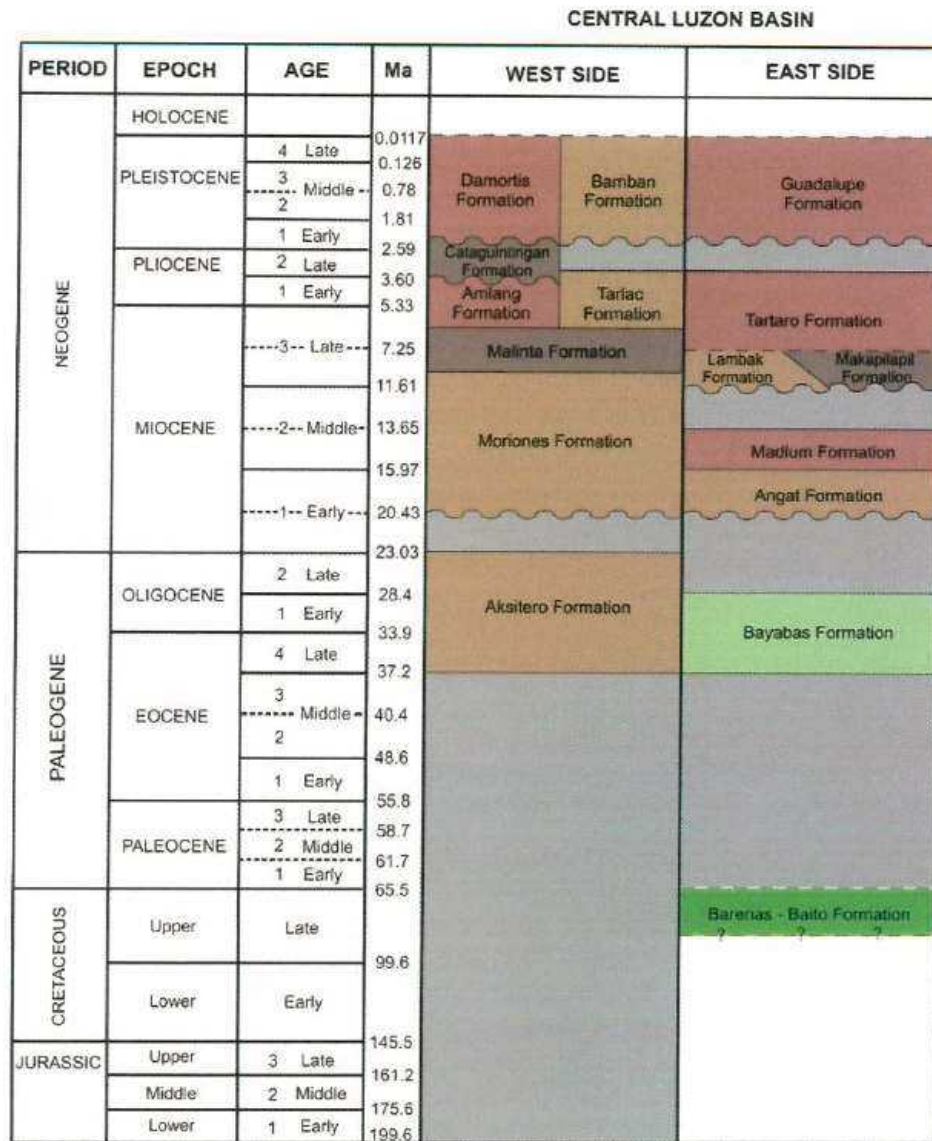 CENTRAL LUZON BASIN
PERIOD EPOCH AGE Ma WEST SIDE EAST SIDE
NEOGENE
HOLOCENE
0.0117
PLEISTOCENE
4 Late
0.126
3
Middle
0.78
2
1.81
1 Early
2.59
PLIOCENE
2 Late
3.60
1 Early
5.33
MIOCENE
3 Late
7.25
11.61
2 Middle
13.65
15.97
1 Early
20.43
23.03
PALEOGENE
OLIGOCENE
2 Late
28.4
1 Early
33.9
EOCENE
4 Late
37.2
3
Middle
40.4
2
48.6
1 Early
55.8
PALEOCENE
3 Late
58.7
2 Middle
61.7
1 Early
65.5
CRETACEOUS
Upper
Late
99.6
Lower
Early
145.5
JURASSIC
Upper
3 Late
161.2
Middle
2 Middle
175.6
Lower
1 Early
199.6
Damortis
Formation
Bamban
Formation
Cataguintingan
Formation
Amlang
Formation
Tarlac
Formation
Malinta Formation
Moriones Formation
Aksitero Formation
Guadalupe
Formation
Tartaro Formation
Lambak
Formation
Makapilapil
Formation
Madlum Formation
Angat Formation
Bayabas Formation
Barenas - Baito Formation
? ? ?